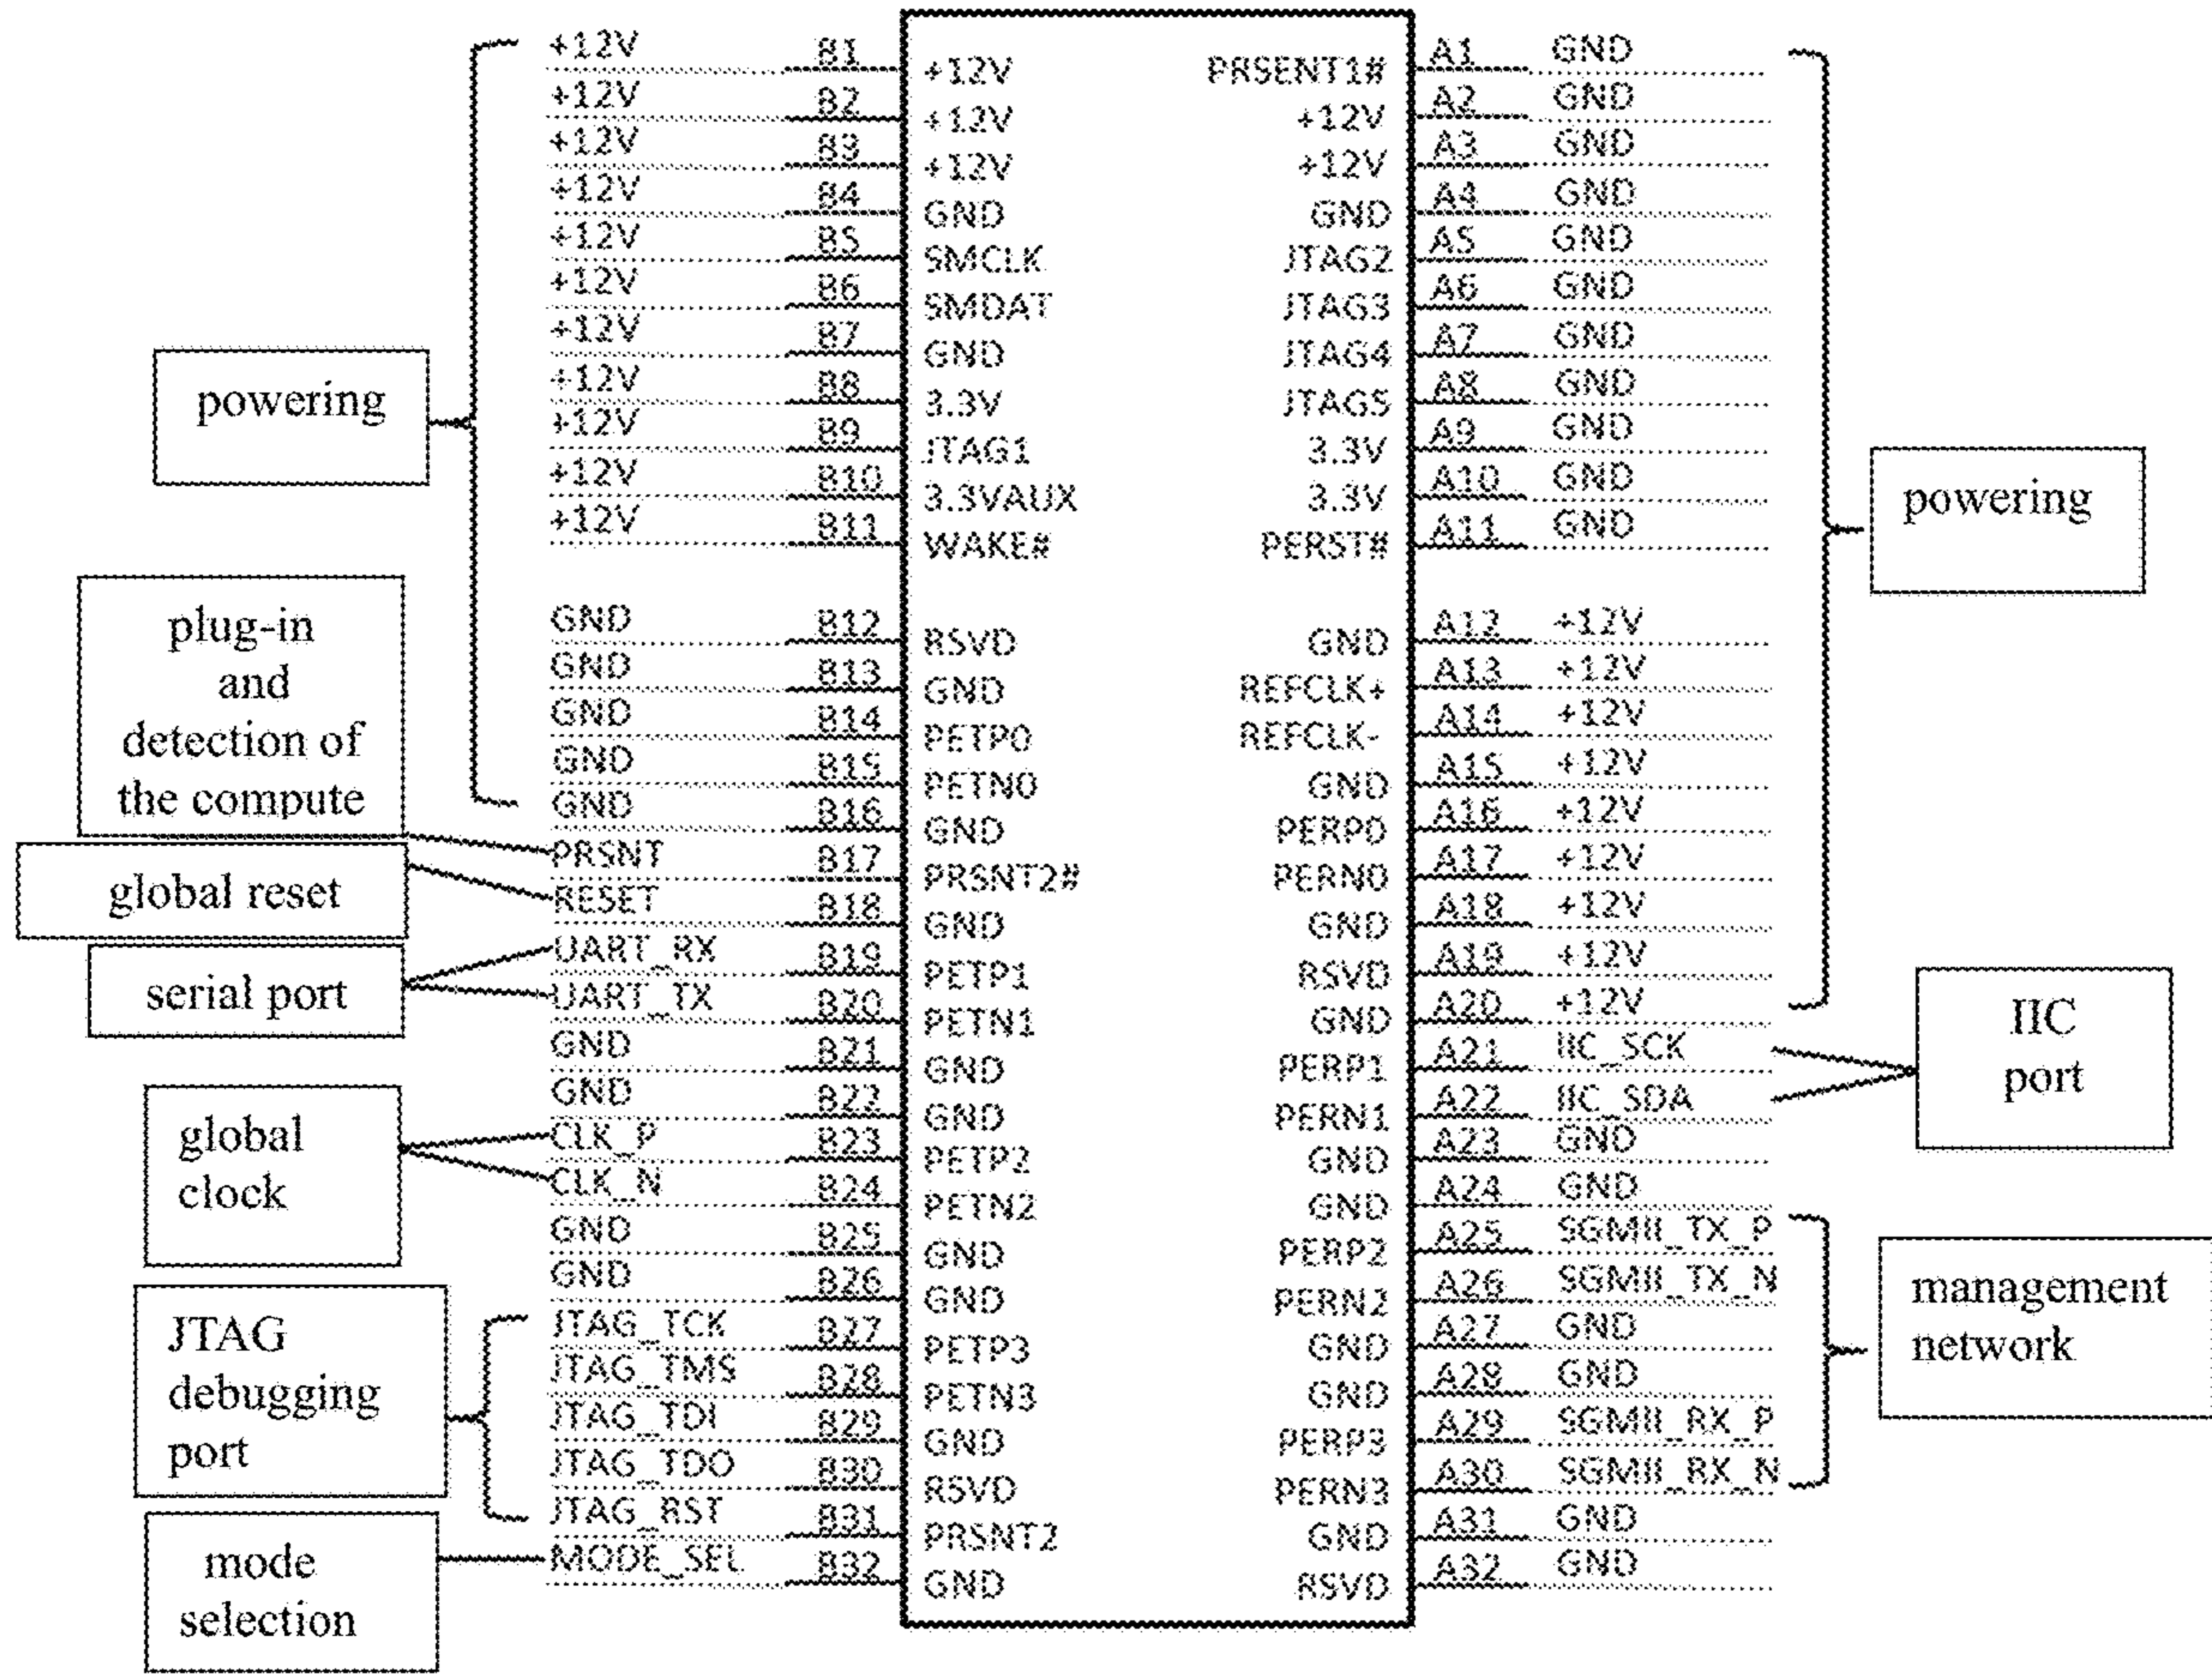 +12V B1 +12V PRSENT1# A1 GND
+12V B2 +12V +12V A2 GND
+12V B3 +12V +12V A3 GND
+12V B4 GND GND A4 GND
+12V B5 SMCLK JTAG2 A5 GND
+12V B6 SMDAT JTAG3 A6 GND
+12V B7 GND JTAG4 A7 GND
+12V B8 3.3V JTAG5 A8 GND
+12V B9 JTAG1 3.3V A9 GND
+12V B10 3.3VAUX 3.3V A10 GND
+12V B11 WAKE# PERST# A11 GND
powering
powering
GND B12 RSVD GND A12 +12V
GND B13 GND REFCLK+ A13 +12V
GND B14 PETP0 REFCLK- A14 +12V
GND B15 PETN0 GND A15 +12V
GND B16 GND PERP0 A16 +12V
PRSNT B17 PRSNT2# PERN0 A17 +12V
RESET B18 GND GND A18 +12V
UART_RX B19 PETP1 RSVD A19 +12V
UART_TX B20 PETN1 GND A20 +12V
GND B21 GND PERP1 A21 IIC_SCK
GND B22 GND PERN1 A22 IIC_SDA
CLK_P B23 PETP2 GND A23 GND
CLK_N B24 PETN2 GND A24 GND
GND B25 GND PERP2 A25 SGMII_TX_P
GND B26 GND PERN2 A26 SGMII_TX_N
JTAG_TCK B27 PETP3 GND A27 GND
JTAG_TMS B28 PETN3 GND A28 GND
JTAG_TDI B29 GND PERP3 A29 SGMII_RX_P
JTAG_TDO B30 RSVD PERN3 A30 SGMII_RX_N
JTAG_RST B31 PRSNT2 GND A31 GND
MODE_SEL B32 GND RSVD A32 GND
plug-in
and
detection of
the compute
global reset
serial port
global
clock
JTAG
debugging
port
mode
selection
IIC
port
management
network